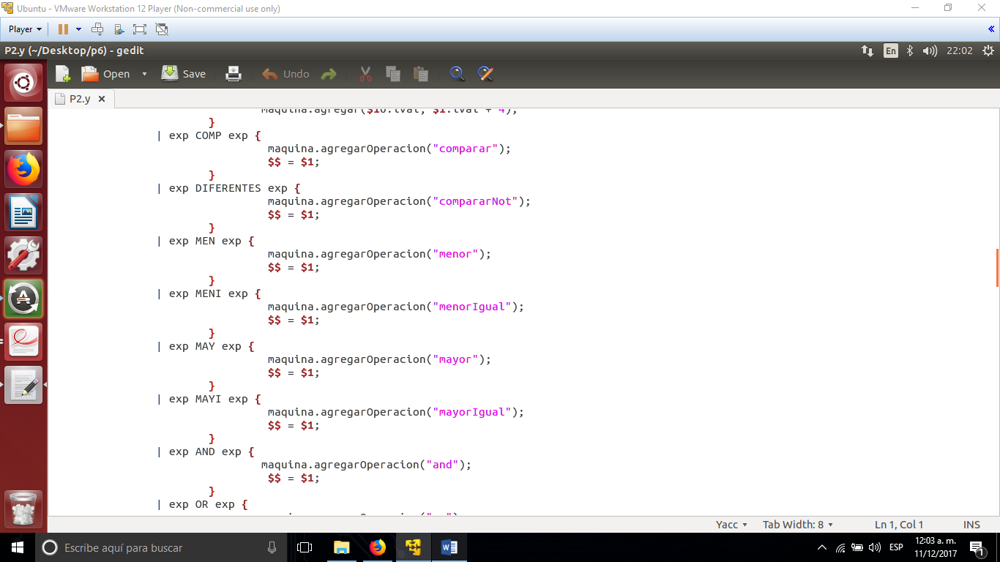 Ubuntu - VMware Workstation 12 Player (Non-commercial use only)
Player
P2.y (~/Desktop/p6) - gedit
En
22:02
Open
Save
Undo
P2.y
maquina.agregar($10.ival, $1.ival + 4);
}
| exp COMP exp {
maquina.agregarOperacion("comparar");
$$ = $1;
}
| exp DIFERENTES exp {
maquina.agregarOperacion("compararNot");
$$ = $1;
}
| exp MEN exp {
maquina.agregarOperacion("menor");
$$ = $1;
}
| exp MENI exp {
maquina.agregarOperacion("menorIgual");
$$ = $1;
}
| exp MAY exp {
maquina.agregarOperacion("mayor");
$$ = $1;
}
| exp MAYI exp {
maquina.agregarOperacion("mayorIgual");
$$ = $1;
}
| exp AND exp {
maquina.agregarOperacion("and");
$$ = $1;
}
| exp OR exp {
Yacc
Tab Width: 8
Ln 1, Col 1
INS
Escribe aquí para buscar
ESP
12:03 a. m.
11/12/2017
1